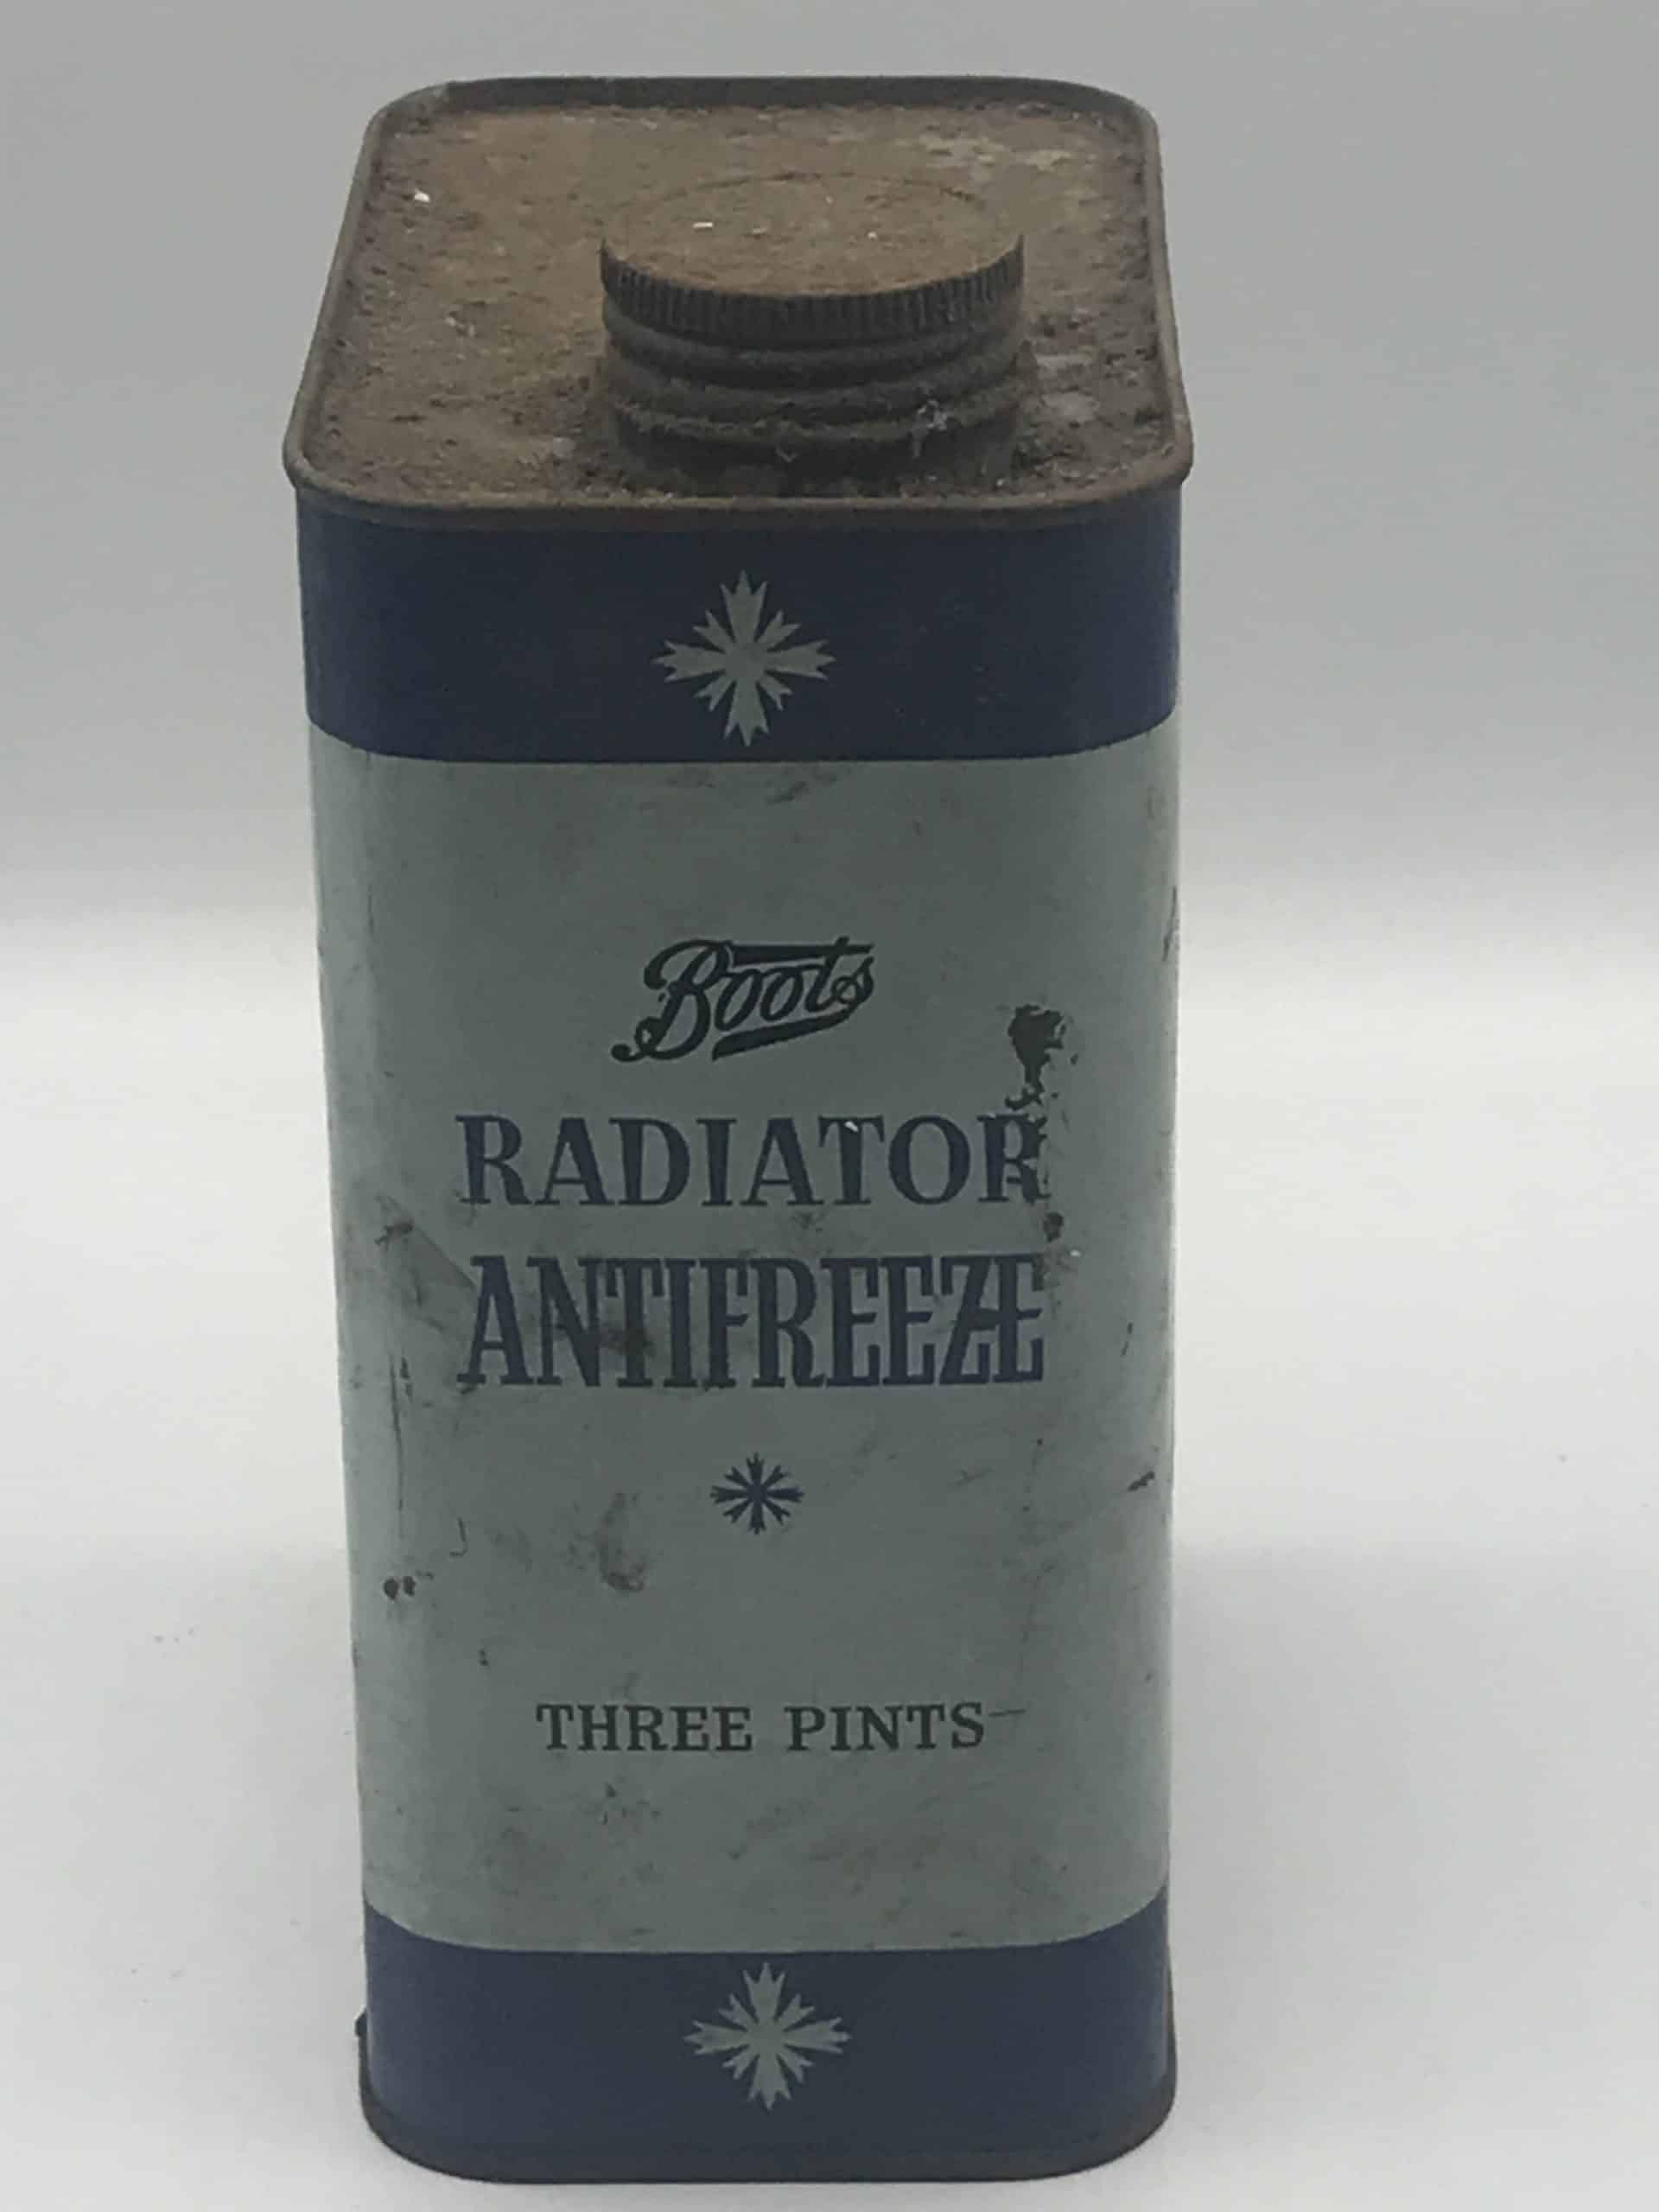 Boots
RADIATOR
ANTIFREEZE
THREE PINTS